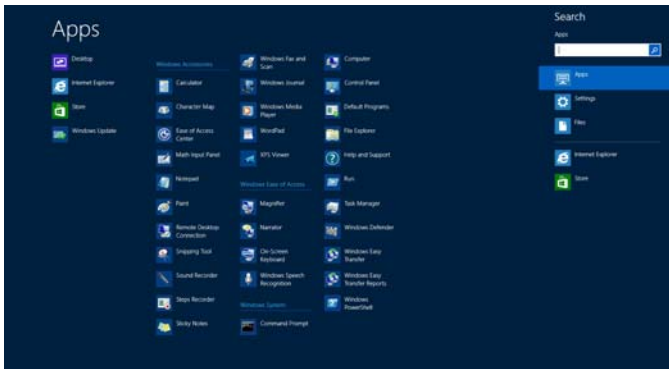 Apps
Desktop
Internet Explorer
Store
Windows Update
Windows Accessories
Calculator
Character Map
Ease of Access
Center
Math Input Panel
Notepad
Paint
Remote Desktop
Connection
Snipping Tool
Sound Recorder
Steps Recorder
Sticky Notes
Windows Fax and
Scan
Windows Journal
Windows Media
Player
WordPad
XPS Viewer
Windows Ease of Access
Magnifier
Narrator
On-Screen
Keyboard
Windows Speech
Recognition
Windows System
Command Prompt
Computer
Control Panel
Default Programs
File Explorer
Help and Support
Run
Task Manager
Windows Defender
Windows Easy
Transfer
Windows Easy
Transfer Reports
Windows
PowerShell
Search
Apps
Apps
Settings
Files
Internet Explorer
Store